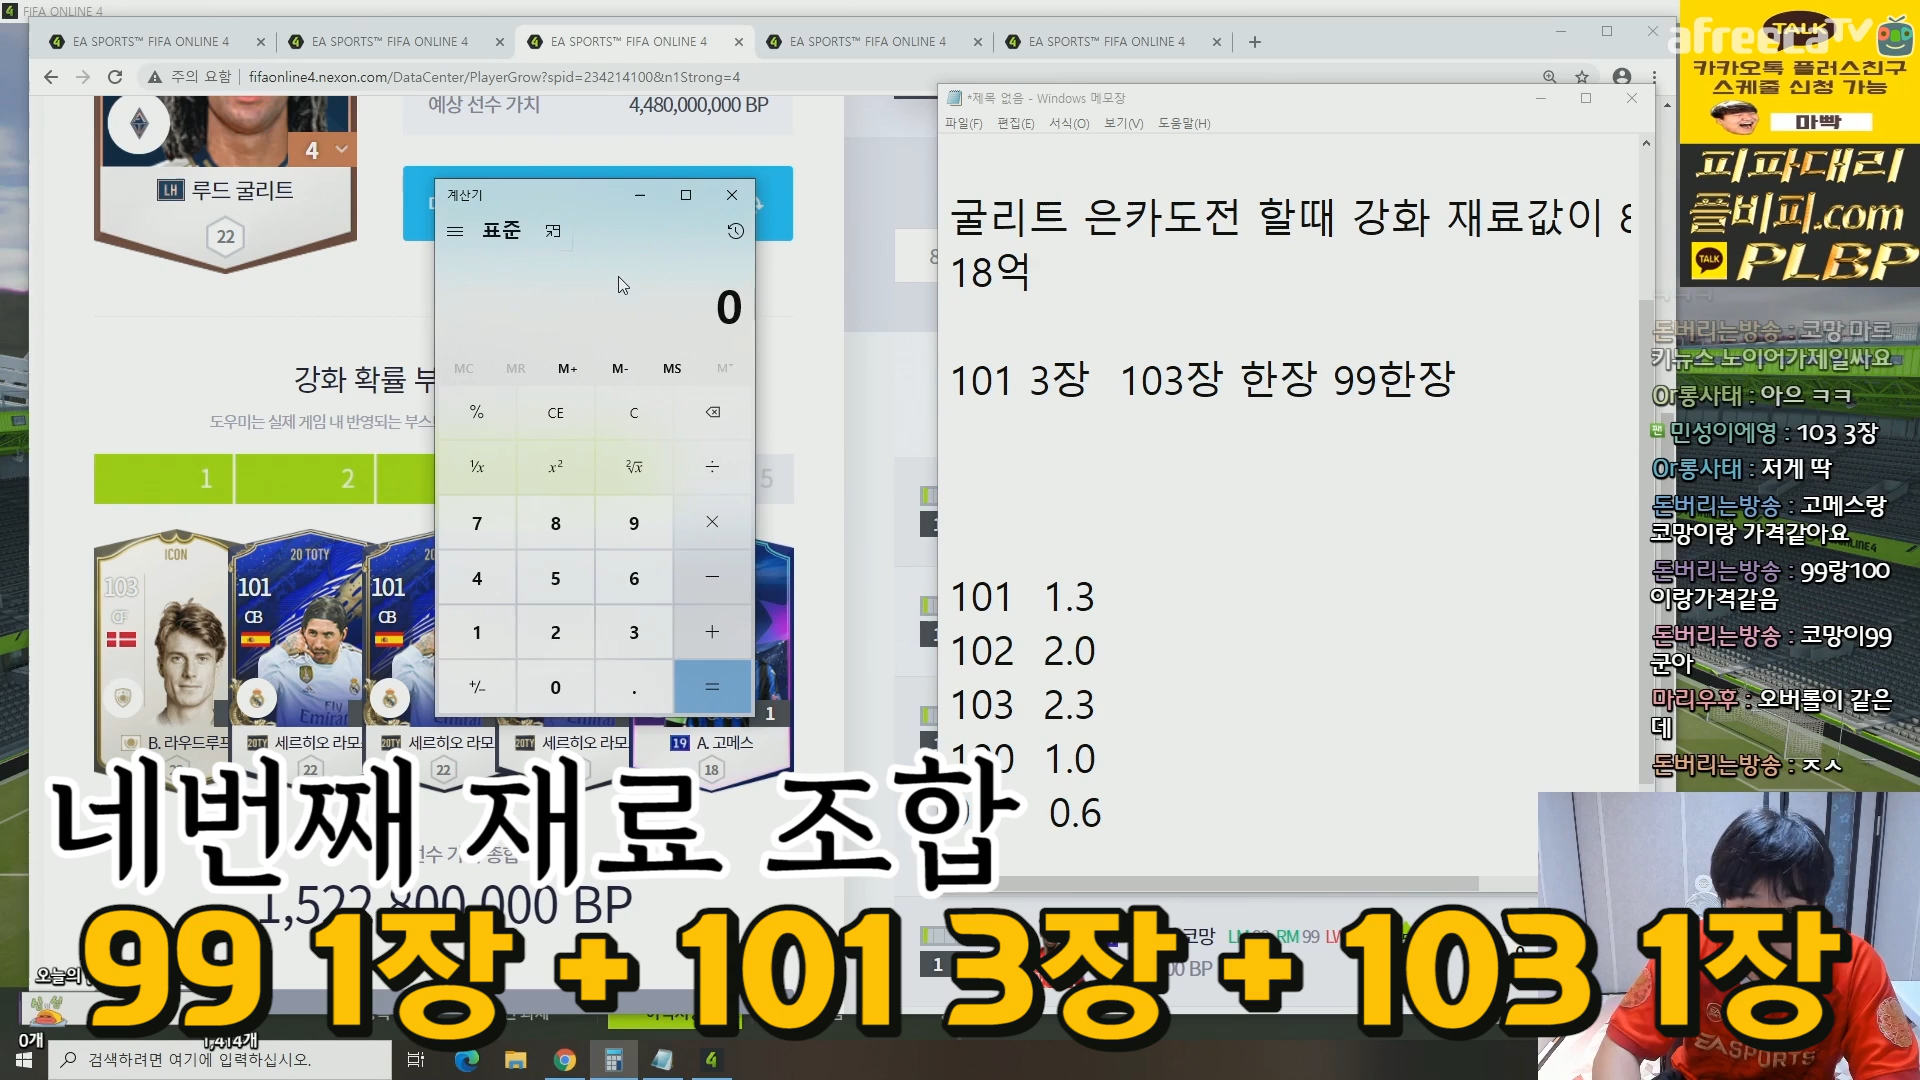 FIFA ONLINE 4
EA SPORTS™ FIFA ONLINE 4
EA SPORTS™ FIFA ONLINE 4
EA SPORTS™ FIFA ONLINE 4
EA SPORTS™ FIFA ONLINE 4
EA SPORTS™ FIFA ONLINE 4
주의 요함
fifaonline4.nexon.com/DataCenter/PlayerGrow?spid=234214100&n1Strong=4
예상 선수 가치
4,480,000,000 BP
4
LH 루드 굴리트
22
강화 확률 부
도우미는 실제 게임 내 반영되는 부스
1
2
5
ICON
103
CF
20 TOTY
101
CB
101
CB
1
B. 라우드루프
20TY 세르히오 라모
20TY 세르히오 라모
20TY 세르히오 라모
19 A. 고메스
22
22
18
1,522,800,000 BP
계산기
표준
0
MC MR M+ M- MS M˅
% CE C
¹/x x² ²√x ÷
7 8 9 ×
4 5 6 −
1 2 3 +
+/- 0 . =
*제목 없음 - Windows 메모장
파일(F) 편집(E) 서식(O) 보기(V) 도움말(H)
굴리트 은카도전 할때 강화 재료값이
18억
101 3장 103장 한장 99한장
101 1.3
102 2.0
103 2.3
1.0
0.6
코망
RM 99
1
afreecaTV
TALK
카카오톡 플러스친구
스케줄 신청 가능
마빡
피파대리
플비피.com
TALK
PLBP
돈버리는방송 : 코망 마르
키뉴스 노이어가제일싸요
Or롱사태 : 아으 ㅋㅋ
팬 민성이에영 : 103 3장
Or롱사태 : 저게 딱
돈버리는방송 : 고메스랑
코망이랑 가격같아요
돈버리는방송 : 99랑100
이랑가격같음
돈버리는방송 : 코망이99
군아
마리우후 : 오버롤이 같은
데
돈버리는방송 : ㅈㅅ
네번째 재료 조합
99 1장 + 101 3장 + 103 1장
오늘의
0개
1,414개
검색하려면 여기에 입력하십시오.
EA SPORTS